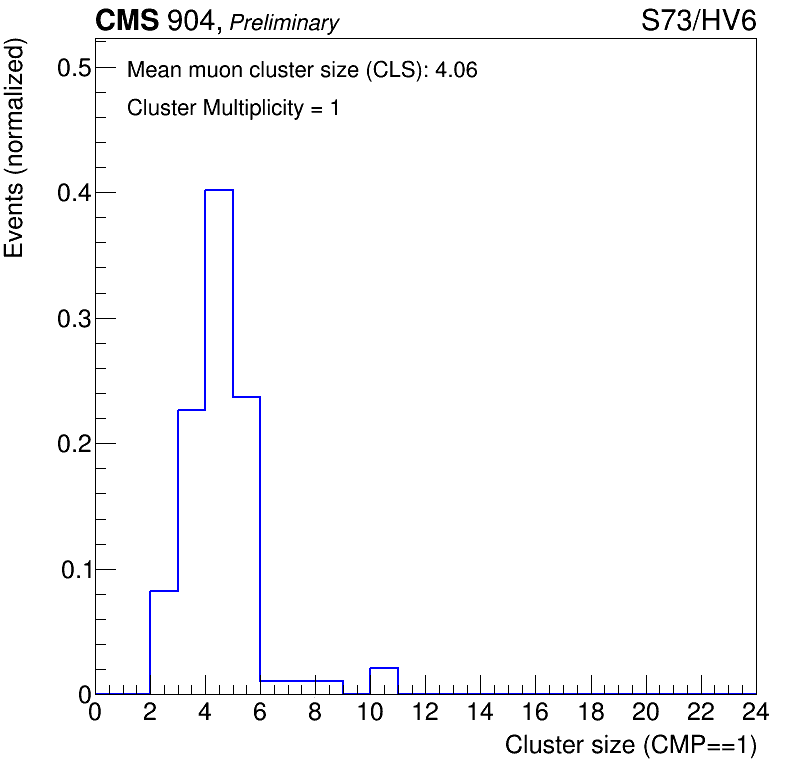 CMS 904, Preliminary
S73/HV6
Mean muon cluster size (CLS): 4.06
Cluster Multiplicity = 1
Events (normalized)
0.5
0.4
0.3
0.2
0.1
0
0 2 4 6 8 10 12 14 16 18 20 22 24
Cluster size (CMP==1)